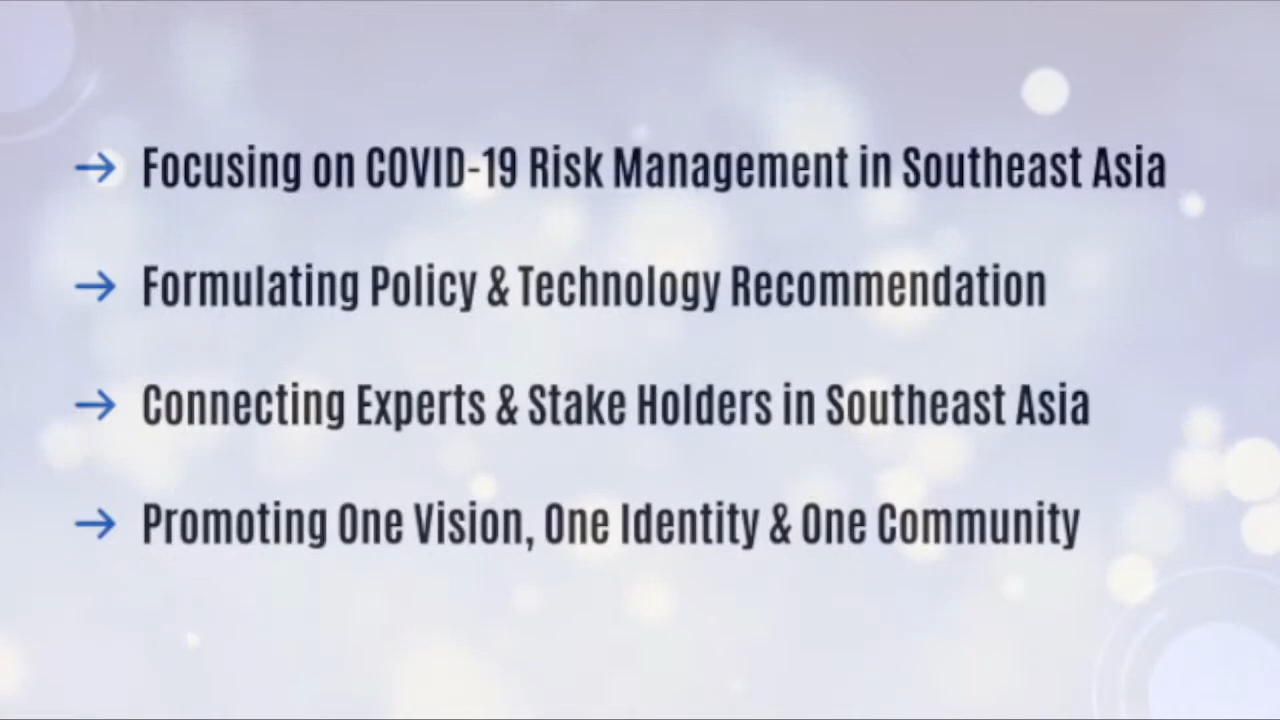 → Focusing on COVID-19 Risk Management in Southeast Asia
→ Formulating Policy & Technology Recommendation
→ Connecting Experts & Stake Holders in Southeast Asia
→ Promoting One Vision, One Identity & One Community